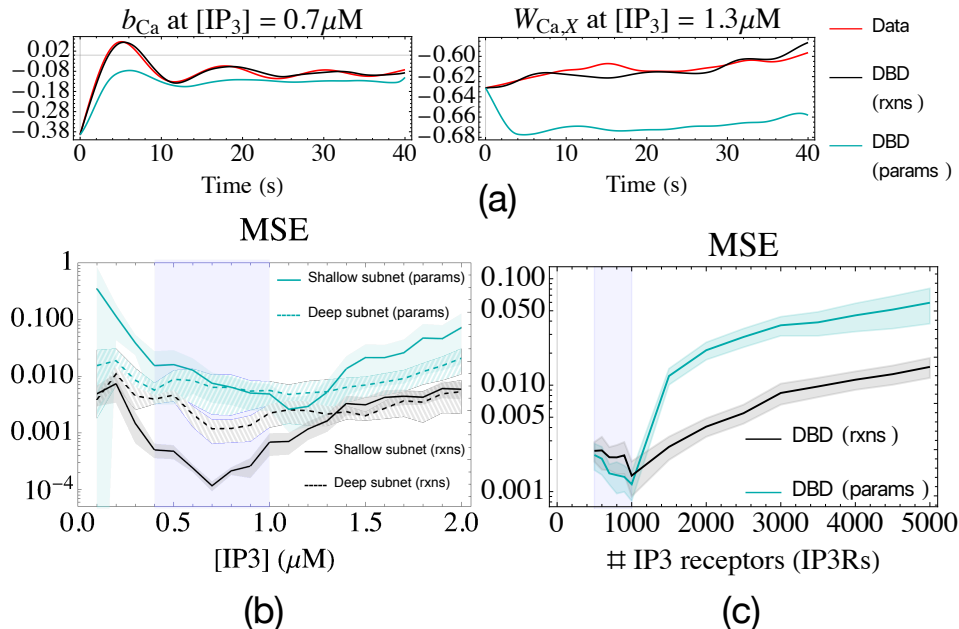 b_Ca at [IP₃] = 0.7μM
W_Ca,X at [IP₃] = 1.3μM
0.02
-0.08
-0.18
-0.28
-0.38
0 10 20 30 40
Time (s)
-0.60
-0.62
-0.64
-0.66
-0.68
0 10 20 30 40
Time (s)
Data
DBD
(rxns)
DBD
(params)
(a)
MSE
1
0.100
0.010
0.001
10⁻⁴
Shallow subnet (params)
Deep subnet (params)
Shallow subnet (rxns)
Deep subnet (rxns)
0.0 0.5 1.0 1.5 2.0
[IP3] (μM)
(b)
MSE
0.100
0.050
0.010
0.005
0.001
DBD (rxns)
DBD (params)
0 1000 2000 3000 4000 5000
# IP3 receptors (IP3Rs)
(c)